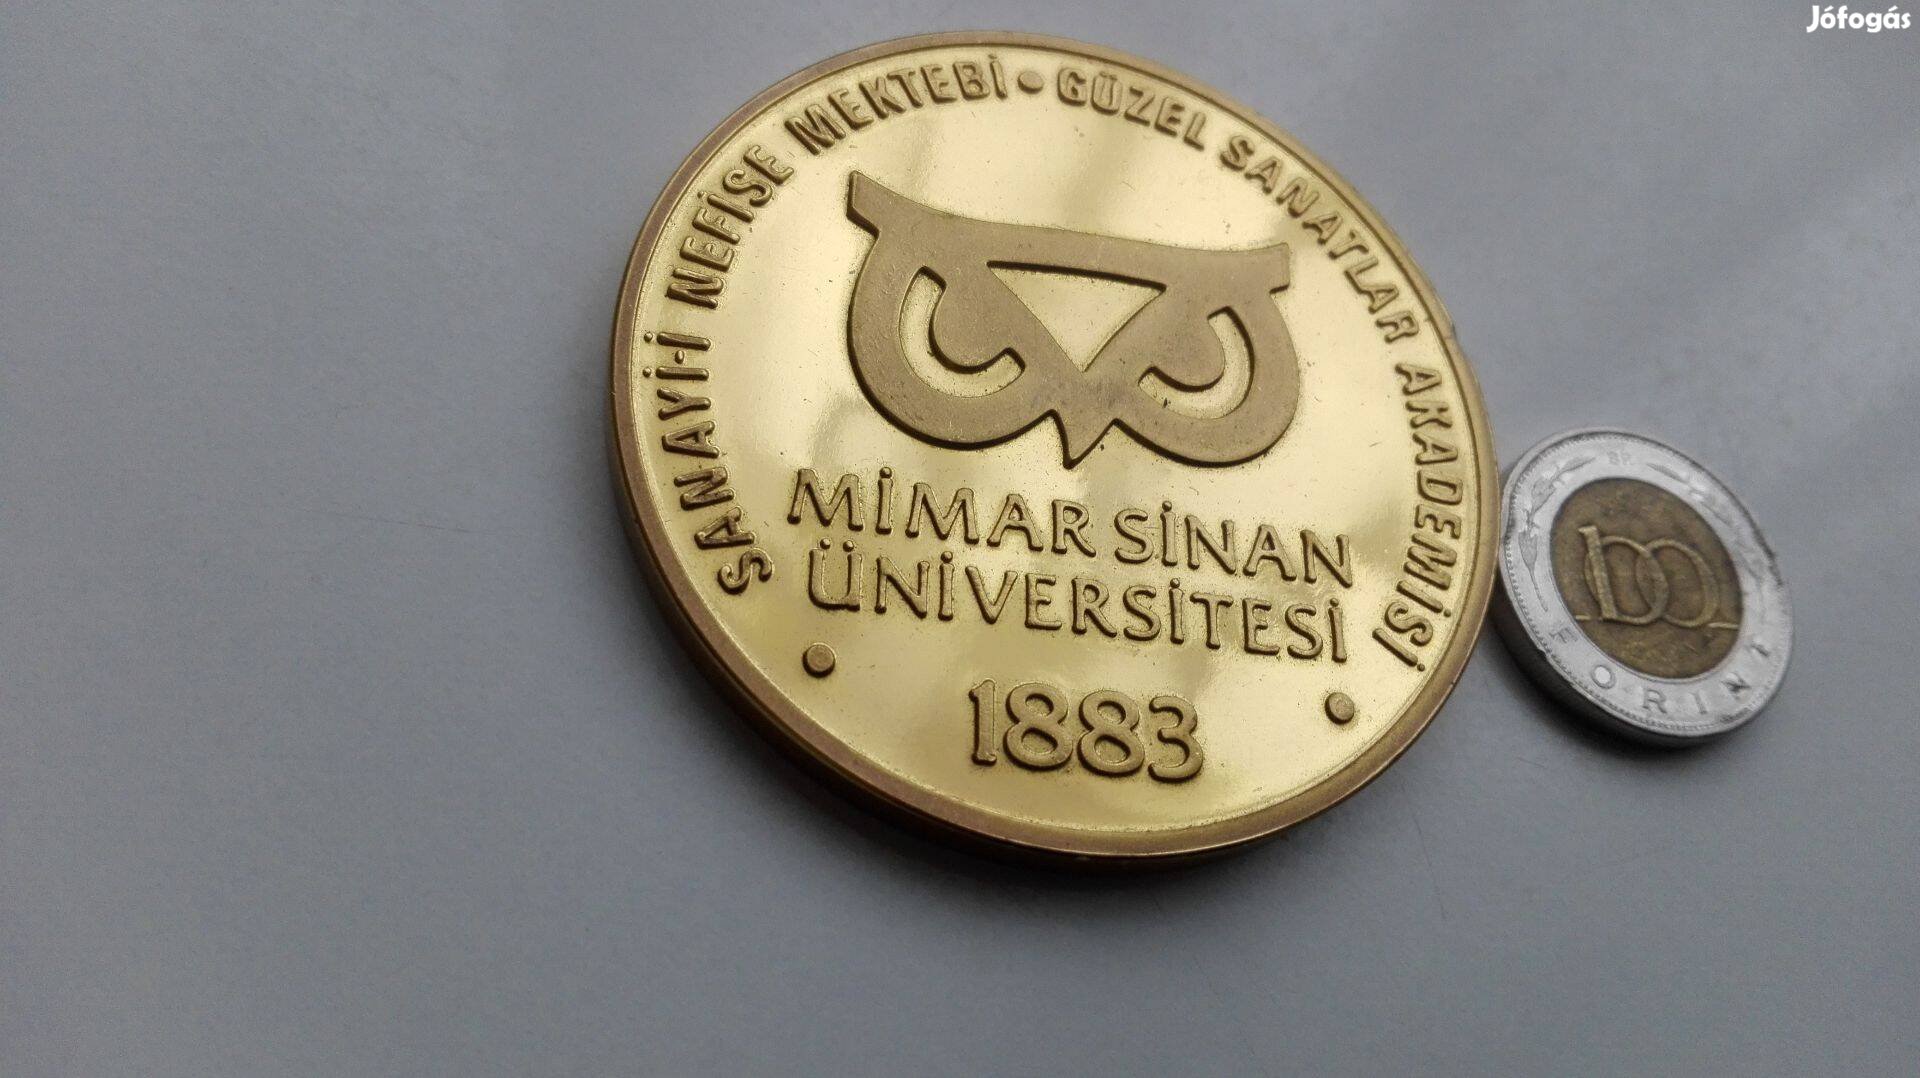 Jófogás
SANAYİ-İ NEFİSE MEKTEBİ • GÜZEL SANATLAR AKADEMİSİ
MİMAR SİNAN
ÜNİVERSİTESİ
• 1883 •
BP.
100
FORINT